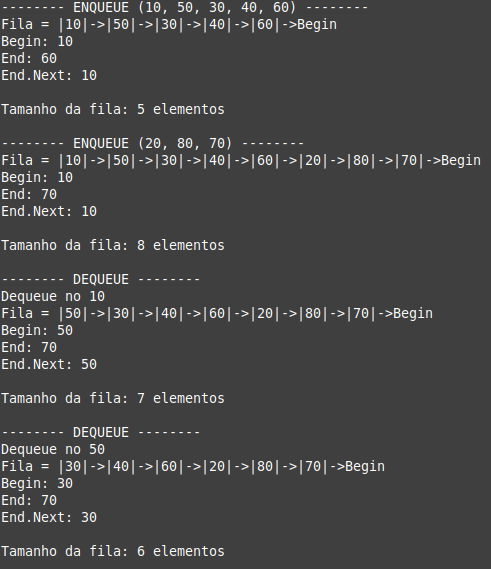 -------- ENQUEUE (10, 50, 30, 40, 60) --------
Fila = |10|->|50|->|30|->|40|->|60|->Begin
Begin: 10
End: 60
End.Next: 10
Tamanho da fila: 5 elementos
-------- ENQUEUE (20, 80, 70) --------
Fila = |10|->|50|->|30|->|40|->|60|->|20|->|80|->|70|->Begin
Begin: 10
End: 70
End.Next: 10
Tamanho da fila: 8 elementos
-------- DEQUEUE --------
Dequeue no 10
Fila = |50|->|30|->|40|->|60|->|20|->|80|->|70|->Begin
Begin: 50
End: 70
End.Next: 50
Tamanho da fila: 7 elementos
-------- DEQUEUE --------
Dequeue no 50
Fila = |30|->|40|->|60|->|20|->|80|->|70|->Begin
Begin: 30
End: 70
End.Next: 30
Tamanho da fila: 6 elementos